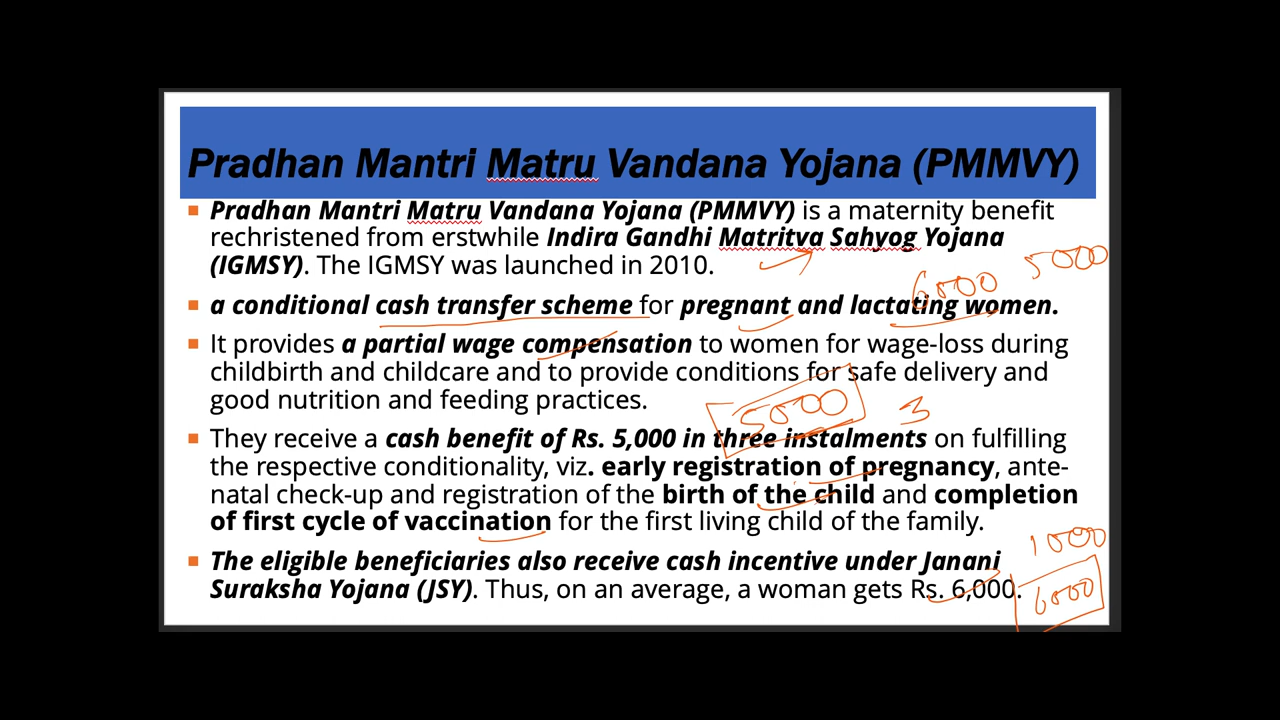 Pradhan Mantri Matru Vandana Yojana (PMMVY)
▪ Pradhan Mantri Matru Vandana Yojana (PMMVY) is a maternity benefit
rechristened from erstwhile Indira Gandhi Matritva Sahyog Yojana
5000
(IGMSY). The IGMSY was launched in 2010.
6000
▪ a conditional cash transfer scheme for pregnant and lactating women.
▪ It provides a partial wage compensation to women for wage-loss during
childbirth and childcare and to provide conditions for safe delivery and
good nutrition and feeding practices.
5000 3
▪ They receive a cash benefit of Rs. 5,000 in three instalments on fulfilling
the respective conditionality, viz. early registration of pregnancy, ante-
natal check-up and registration of the birth of the child and completion
of first cycle of vaccination for the first living child of the family.
1000
▪ The eligible beneficiaries also receive cash incentive under Janani
Suraksha Yojana (JSY). Thus, on an average, a woman gets Rs. 6,000.
6000